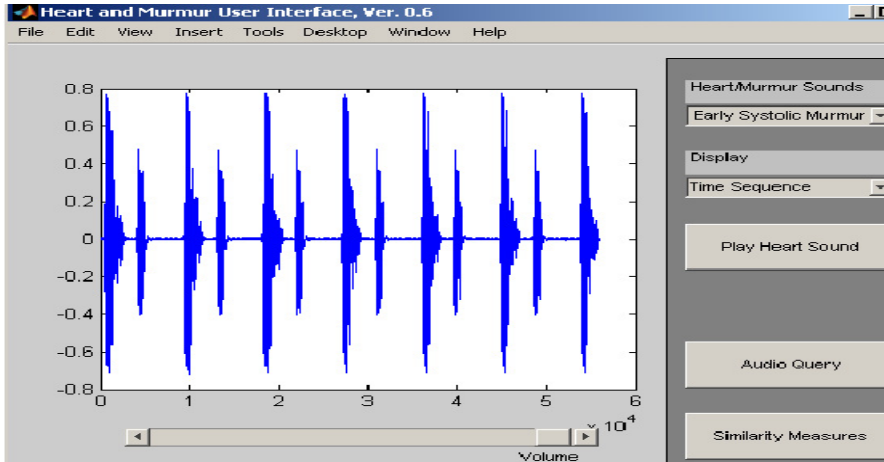 Heart and Murmur User Interface, Ver. 0.6
File Edit View Insert Tools Desktop Window Help
Heart/Murmur Sounds
Early Systolic Murmur
Display
Time Sequence
Play Heart Sound
Audio Query
Similarity Measures
0.8
0.6
0.4
0.2
0
-0.2
-0.4
-0.6
-0.8
0 1 2 3 4 5 6
x 10^4
Volume